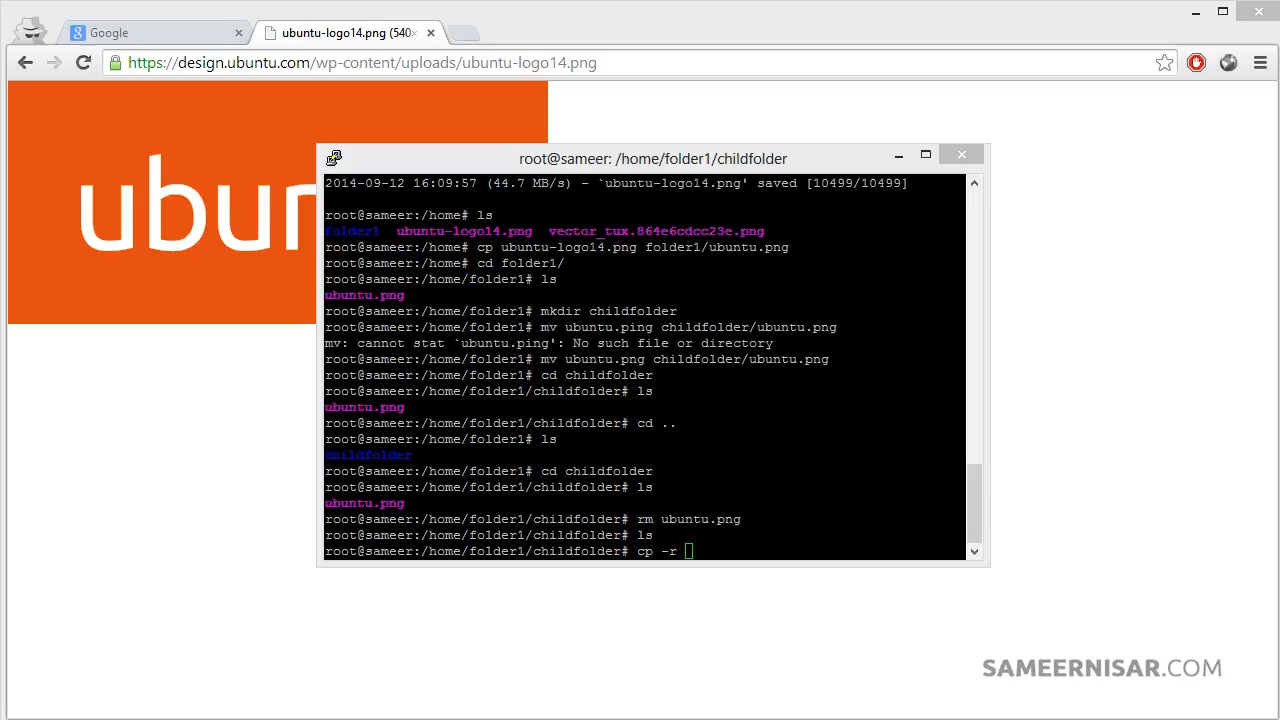 Google
ubuntu-logo14.png (540×
https://design.ubuntu.com/wp-content/uploads/ubuntu-logo14.png
root@sameer: /home/folder1/childfolder
2014-09-12 16:09:57 (44.7 MB/s) - `ubuntu-logo14.png' saved [10499/10499]
root@sameer:/home# ls
folder1  ubuntu-logo14.png  vector_tux.864e6cdcc23e.png
root@sameer:/home# cp ubuntu-logo14.png folder1/ubuntu.png
root@sameer:/home# cd folder1/
root@sameer:/home/folder1# ls
ubuntu.png
root@sameer:/home/folder1# mkdir childfolder
root@sameer:/home/folder1# mv ubuntu.ping childfolder/ubuntu.png
mv: cannot stat `ubuntu.ping': No such file or directory
root@sameer:/home/folder1# mv ubuntu.png childfolder/ubuntu.png
root@sameer:/home/folder1# cd childfolder
root@sameer:/home/folder1/childfolder# ls
ubuntu.png
root@sameer:/home/folder1/childfolder# cd ..
root@sameer:/home/folder1# ls
childfolder
root@sameer:/home/folder1# cd childfolder
root@sameer:/home/folder1/childfolder# ls
ubuntu.png
root@sameer:/home/folder1/childfolder# rm ubuntu.png
root@sameer:/home/folder1/childfolder# ls
root@sameer:/home/folder1/childfolder# cp -r
ubun
SAMEERNISAR.COM